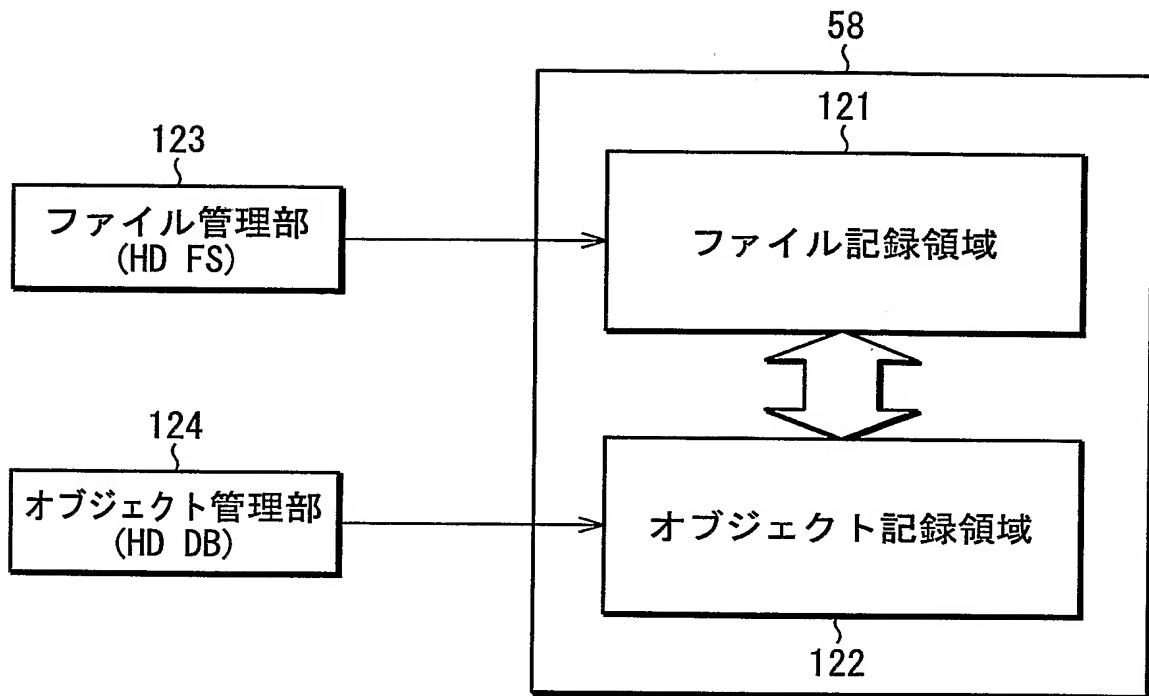 58
121
123
ファイル管理部
(HD FS)
ファイル記録領域
124
オブジェクト管理部
(HD DB)
オブジェクト記録領域
122